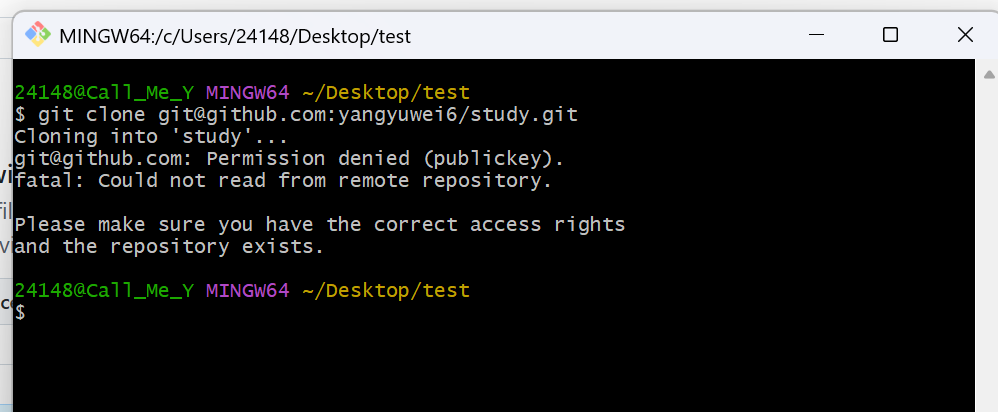 MINGW64:/c/Users/24148/Desktop/test
24148@Call_Me_Y MINGW64 ~/Desktop/test
$ git clone git@github.com:yangyuwei6/study.git
Cloning into 'study'...
git@github.com: Permission denied (publickey).
fatal: Could not read from remote repository.
Please make sure you have the correct access rights
and the repository exists.
24148@Call_Me_Y MINGW64 ~/Desktop/test
$